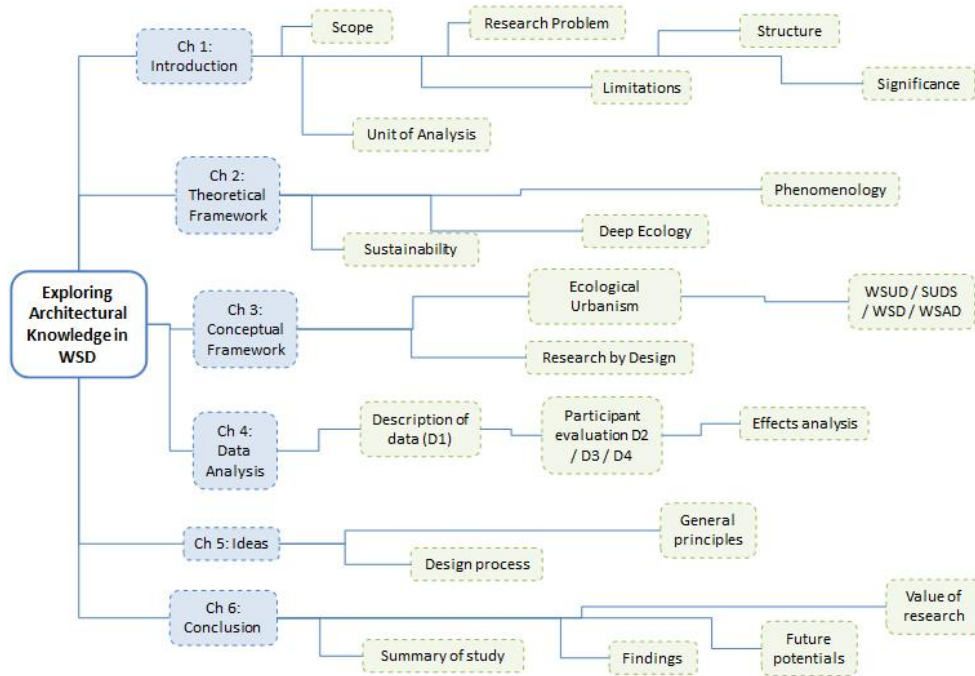 Exploring
Architectural
Knowledge in
WSD
Ch 1:
Introduction
Scope
Research Problem
Structure
Significance
Limitations
Unit of Analysis
Ch 2:
Theoretical
Framework
Phenomenology
Deep Ecology
Sustainability
Ch 3:
Conceptual
Framework
Ecological
Urbanism
WSUD / SUDS
/ WSD / WSAD
Research by Design
Ch 4:
Data
Analysis
Description of
data (D1)
Participant
evaluation D2
/ D3 / D4
Effects analysis
Ch 5: Ideas
General
principles
Design process
Ch 6:
Conclusion
Value of
research
Summary of study
Findings
Future
potentials